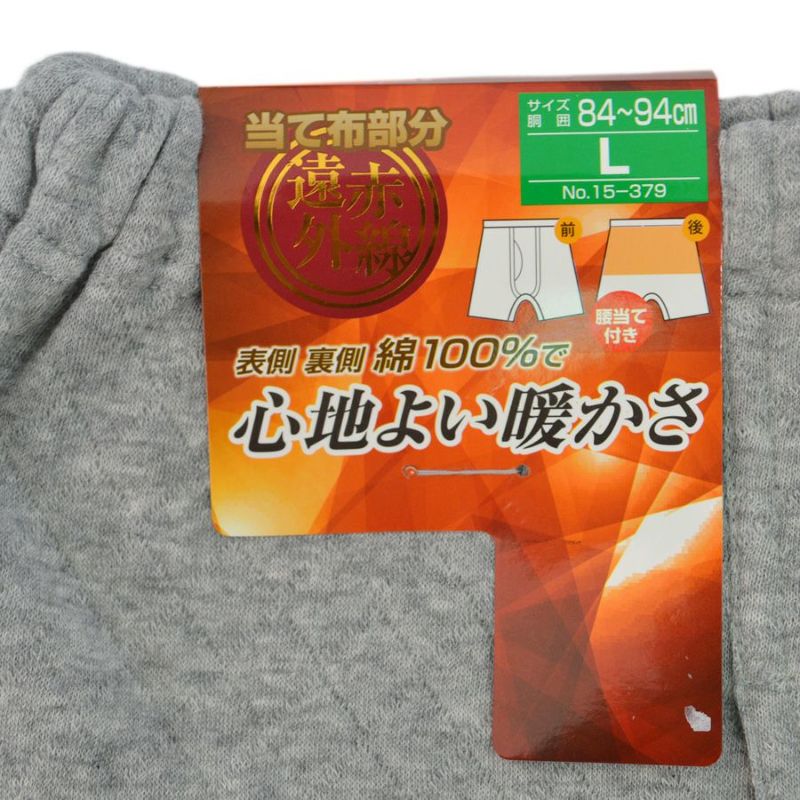 当て布部分
遠赤
外線
サイズ
胴囲 84~94cm
L
No.15-379
前
後
腰当て
付き
表側 裏側 綿100%で
心地よい暖かさ